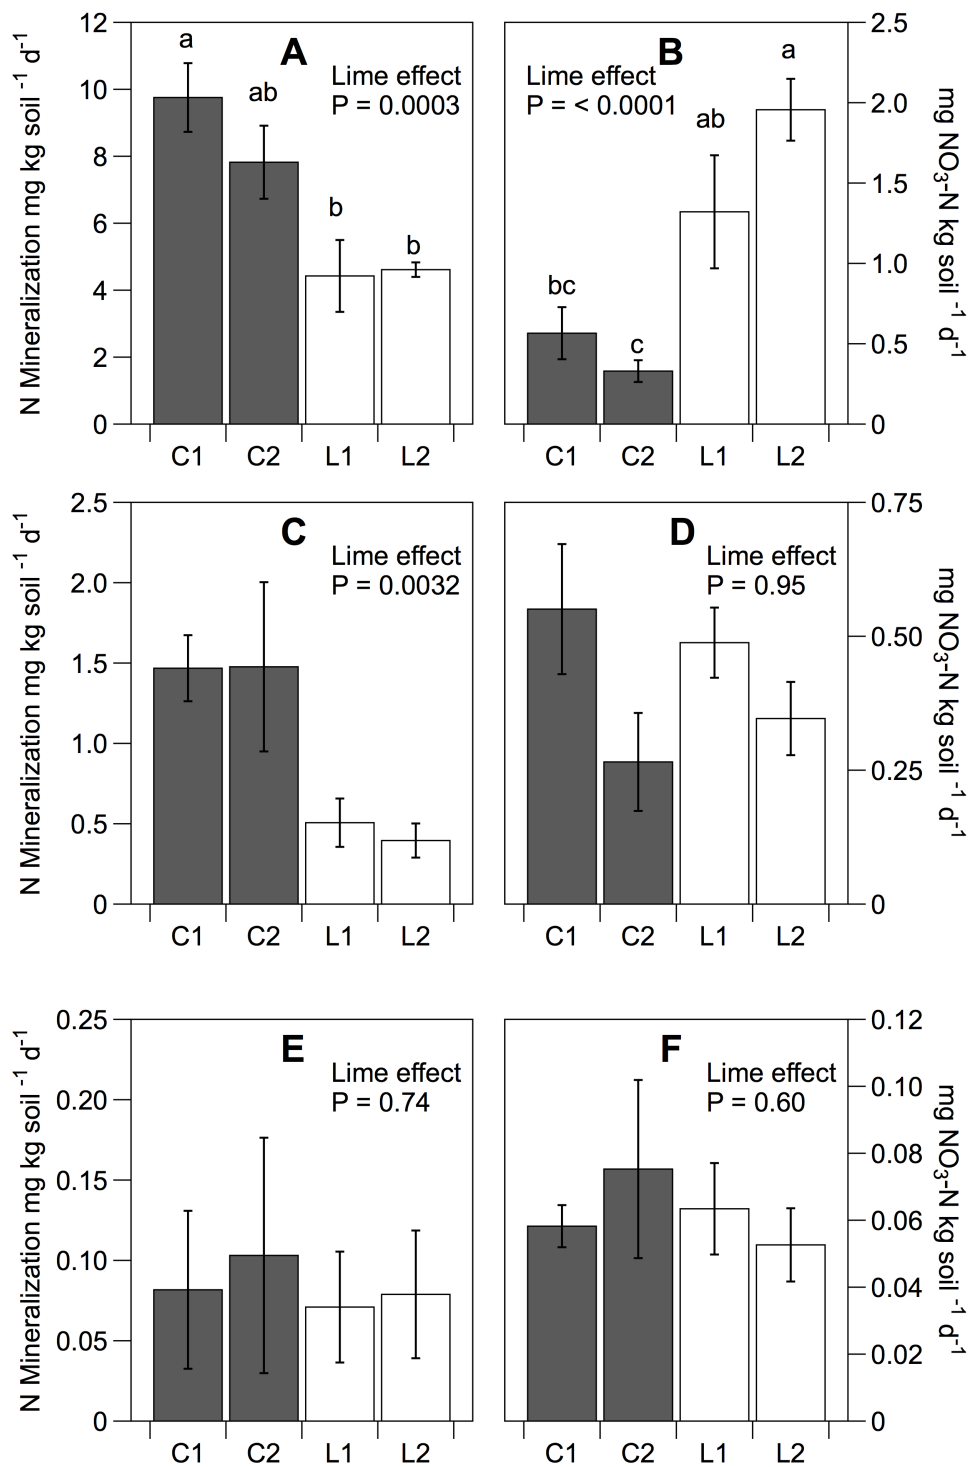 N Mineralization mg kg soil -1 d-1
12
10
8
6
4
2
0
A
Lime effect
P = 0.0003
a
ab
b
b
C1 C2 L1 L2
B
Lime effect
P = < 0.0001
bc
c
ab
a
C1 C2 L1 L2
2.5
2.0
1.5
1.0
0.5
0
mg NO3-N kg soil -1 d-1
N Mineralization mg kg soil -1 d-1
2.5
2.0
1.5
1.0
0.5
0
C
Lime effect
P = 0.0032
C1 C2 L1 L2
D
Lime effect
P = 0.95
C1 C2 L1 L2
0.75
0.50
0.25
0
mg NO3-N kg soil -1 d-1
N Mineralization mg kg soil -1 d-1
0.25
0.20
0.15
0.10
0.05
0
E
Lime effect
P = 0.74
C1 C2 L1 L2
F
Lime effect
P = 0.60
C1 C2 L1 L2
0.12
0.10
0.08
0.06
0.04
0.02
0
mg NO3-N kg soil -1 d-1